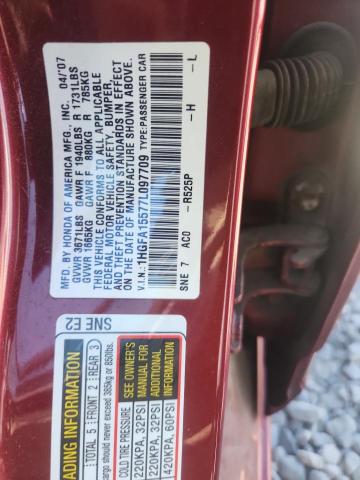 MFD. BY HONDA OF AMERICA MFG., INC. 04/'07
GVWR 3671LBS GAWR F 1940LBS R 1731LBS
GVWR 1665KG GAWR F 880KG R 785KG
THIS VEHICLE CONFORMS TO ALL APPLICABLE
FEDERAL MOTOR VEHICLE SAFETY, BUMPER,
AND THEFT PREVENTION STANDARDS IN EFFECT
ON THE DATE OF MANUFACTURE SHOWN ABOVE.
V.I.N.: 1HGFA15577L097709 TYPE:PASSENGER CAR
SNE 7 AC0 -R525P -H -L
SNE E2
ADING INFORMATION
TOTAL 5 FRONT 2 REAR 3
cargo should never exceed 385kg or 850lbs.
COLD TIRE PRESSURE
220KPA, 32PSI
220KPA, 32PSI
420KPA, 60PSI
SEE OWNER'S
MANUAL FOR
ADDITIONAL
INFORMATION